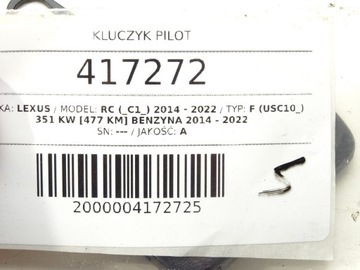 KLUCZYK PILOT
417272
KA: LEXUS / MODEL: RC (_C1_) 2014 - 2022 / TYP: F (USC10_)
351 KW [477 KM] BENZYNA 2014 - 2022
SN: --- / JAKOŚĆ: A
5
2000004172725